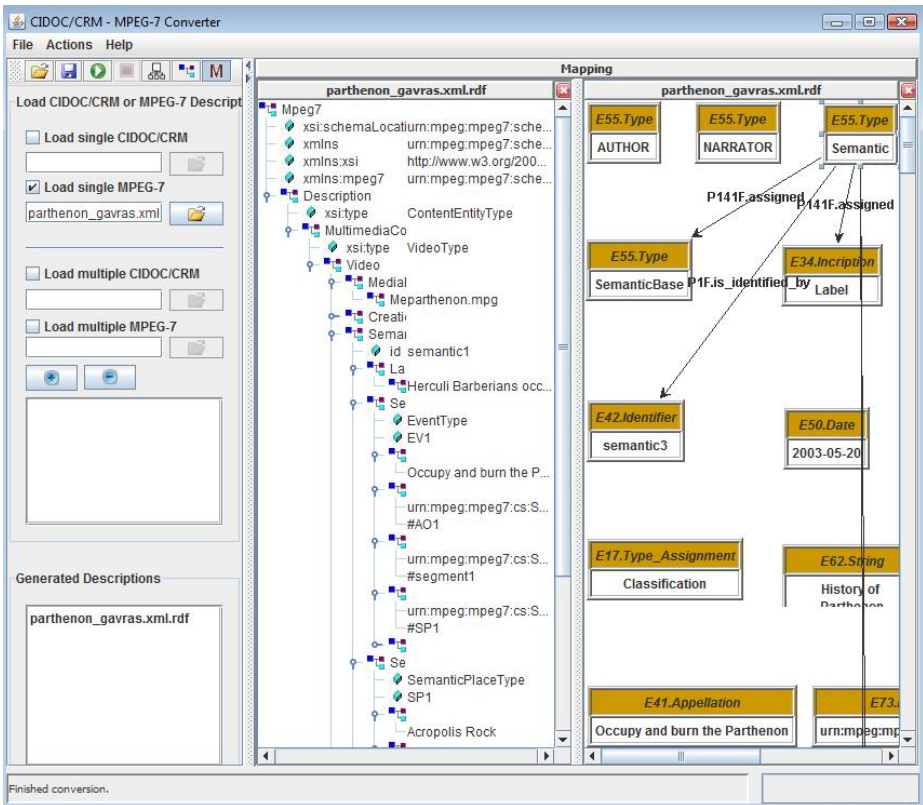 CIDOC/CRM - MPEG-7 Converter
File Actions Help
M
Load CIDOC/CRM or MPEG-7 Descript
Load single CIDOC/CRM
Load single MPEG-7
parthenon_gavras.xml
Load multiple CIDOC/CRM
Load multiple MPEG-7
Generated Descriptions
parthenon_gavras.xml.rdf
Mapping
parthenon_gavras.xml.rdf
Mpeg7
xsi:schemaLocatiurn:mpeg:mpeg7:sche...
xmlns urn:mpeg:mpeg7:sche...
xmlns:xsi http://www.w3.org/200...
xmlns:mpeg7 urn:mpeg:mpeg7:sche...
Description
xsi:type ContentEntityType
MultimediaCo
xsi:type VideoType
Video
Medial
Meparthenon.mpg
Creati
Semai
id semantic1
La
Herculi Barberians occ...
Se
EventType
EV1
Occupy and burn the P...
urn:mpeg:mpeg7:cs:S...
#AO1
urn:mpeg:mpeg7:cs:S...
#segment1
urn:mpeg:mpeg7:cs:S...
#SP1
Se
SemanticPlaceType
SP1
Acropolis Rock
parthenon_gavras.xml.rdf
E55.Type
AUTHOR
E55.Type
NARRATOR
E55.Type
Semantic
P141F.assigned
P141F.assigned
E55.Type
SemanticBase
P1F.is_identified_by
E34.Incription
Label
E42.Identifier
semantic3
E50.Date
2003-05-20
E17.Type_Assignment
Classification
E62.String
History of
Parthenon
E41.Appellation
Occupy and burn the Parthenon
E73.
urn:mpeg:mp
Finished conversion.